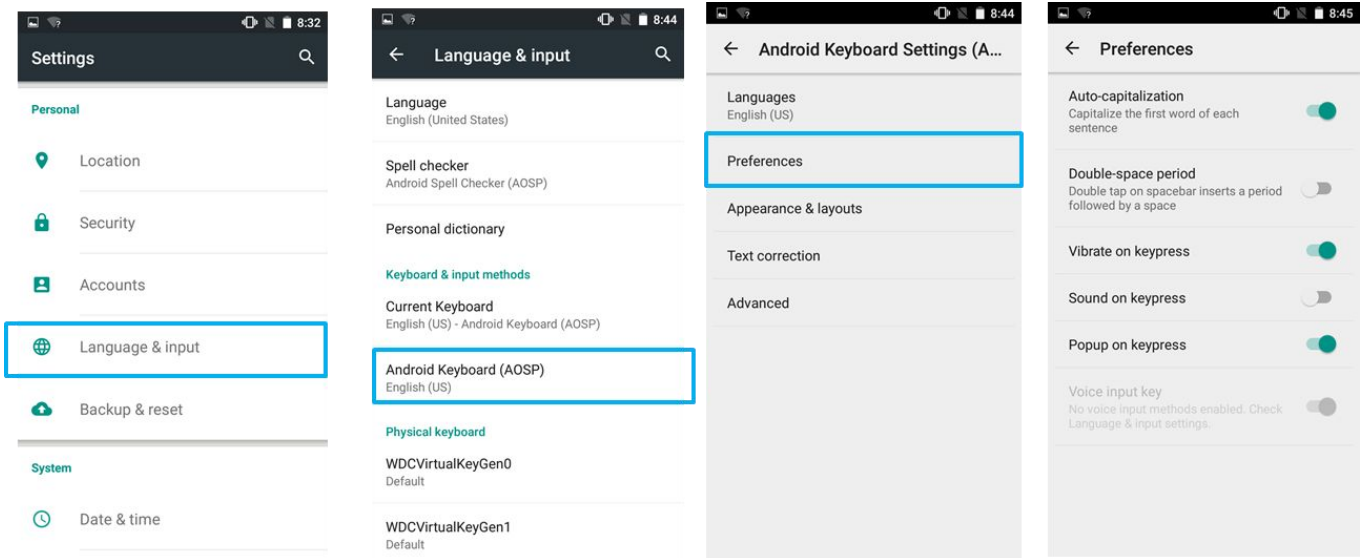 8:32
Settings
Personal
Location
Security
Accounts
Language & input
Backup & reset
System
Date & time
8:44
Language & input
Language
English (United States)
Spell checker
Android Spell Checker (AOSP)
Personal dictionary
Keyboard & input methods
Current Keyboard
English (US) - Android Keyboard (AOSP)
Android Keyboard (AOSP)
English (US)
Physical keyboard
WDCVirtualKeyGen0
Default
WDCVirtualKeyGen1
Default
8:44
Android Keyboard Settings (A...
Languages
English (US)
Preferences
Appearance & layouts
Text correction
Advanced
8:45
Preferences
Auto-capitalization
Capitalize the first word of each
sentence
Double-space period
Double tap on spacebar inserts a period
followed by a space
Vibrate on keypress
Sound on keypress
Popup on keypress
Voice input key
No voice input methods enabled. Check
Language & input settings.